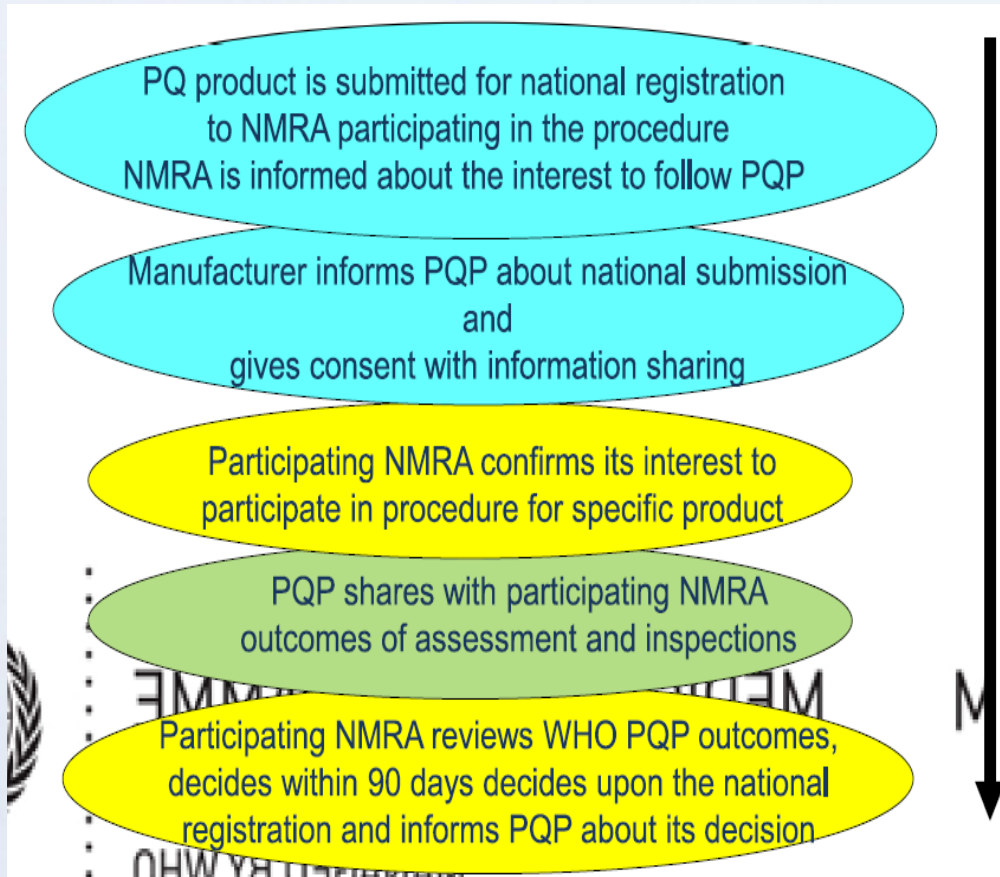 PQ product is submitted for national registration
to NMRA participating in the procedure
NMRA is informed about the interest to follow PQP
Manufacturer informs PQP about national submission
and
gives consent with information sharing
Participating NMRA confirms its interest to
participate in procedure for specific product
PQP shares with participating NMRA
outcomes of assessment and inspections
Participating NMRA reviews WHO PQP outcomes,
decides within 90 days decides upon the national
registration and informs PQP about its decision